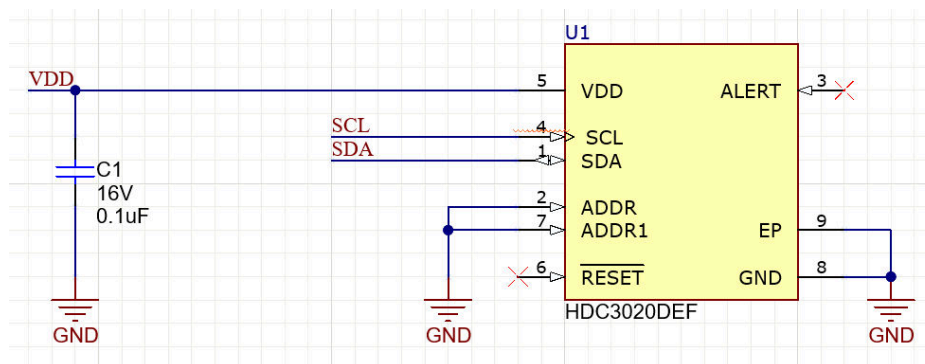 U1
VDD
5
VDD
ALERT
3
SCL
4
SCL
SDA
1
SDA
C1
16V
0.1uF
2
ADDR
7
ADDR1
EP
9
6
RESET
GND
8
HDC3020DEF
GND
GND
GND